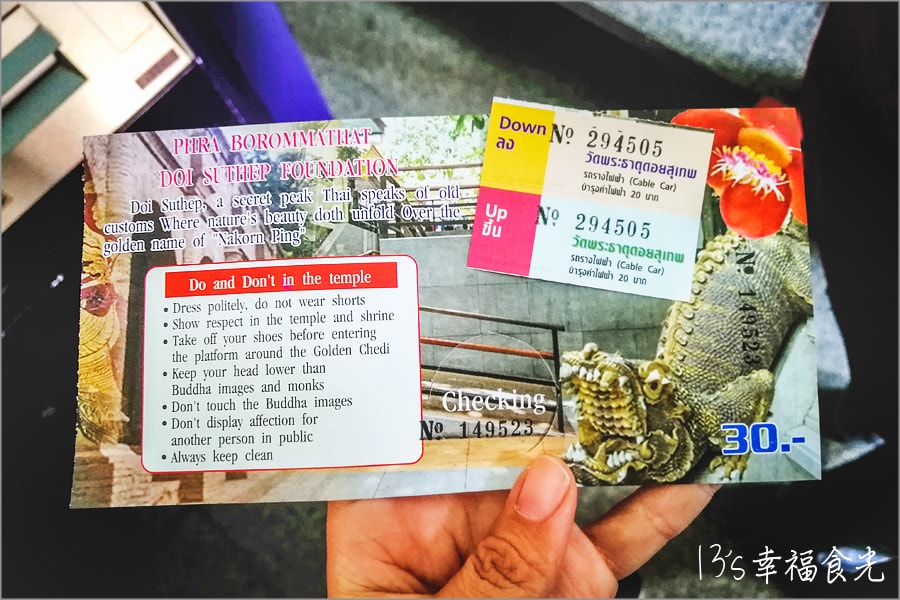 PHRA BOROMMATHAT
DOI SUTHEP FOUNDATION
Doi Suthep, a secret peak Thai speaks of old
customs Where nature's beauty doth unfold Over the
golden name of "Nakorn Ping"
Do and Don't in the temple
• Dress politely, do not wear shorts
• Show respect in the temple and shrine
• Take off your shoes before entering
the platform around the Golden Chedi
• Keep your head lower than
Buddha images and monks
• Don't touch the Buddha images
• Don't display affection for
another person in public
• Always keep clean
Down
ลง
Nº 294505
วัดพระธาตุดอยสุเทพ
รถรางไฟฟ้า (Cable Car)
บำรุงค่าไฟฟ้า 20 บาท
Up
ขึ้น
Nº 294505
วัดพระธาตุดอยสุเทพ
รถรางไฟฟ้า (Cable Car)
บำรุงค่าไฟฟ้า 20 บาท
Nº 149523
Checking
Nº 149523
30.-
13's幸福食光